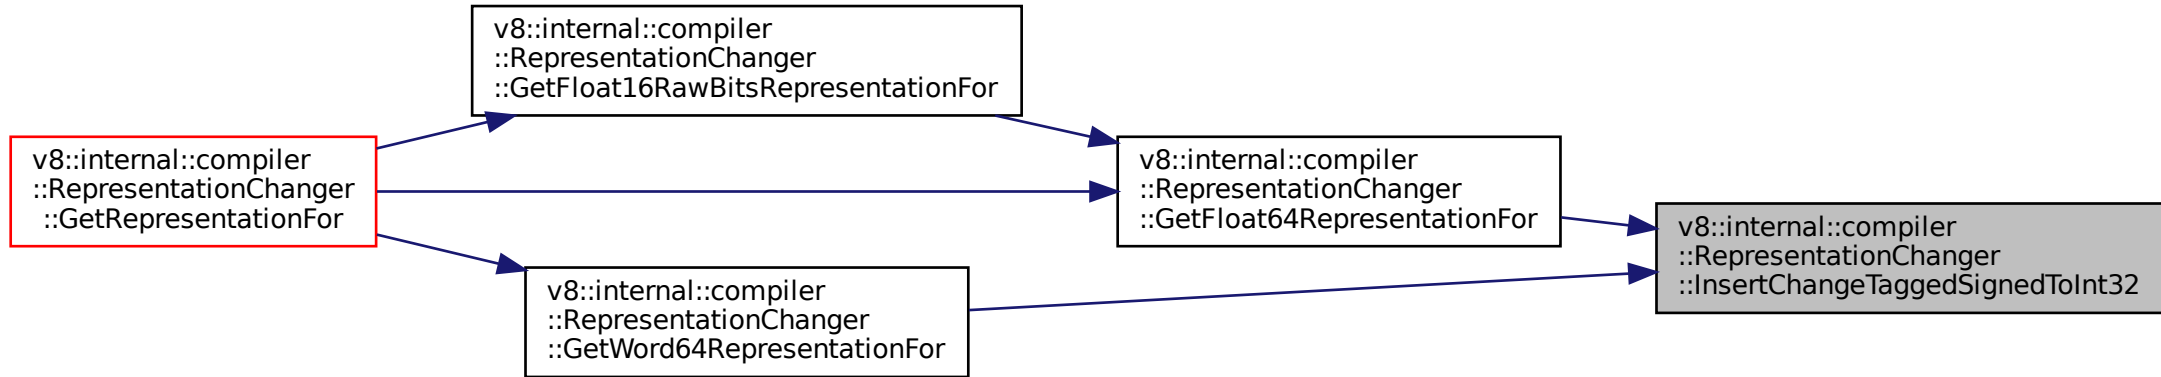 v8::internal::compiler
::RepresentationChanger
::GetFloat16RawBitsRepresentationFor
v8::internal::compiler
::RepresentationChanger
::GetRepresentationFor
v8::internal::compiler
::RepresentationChanger
::GetFloat64RepresentationFor
v8::internal::compiler
::RepresentationChanger
::InsertChangeTaggedSignedToInt32
v8::internal::compiler
::RepresentationChanger
::GetWord64RepresentationFor